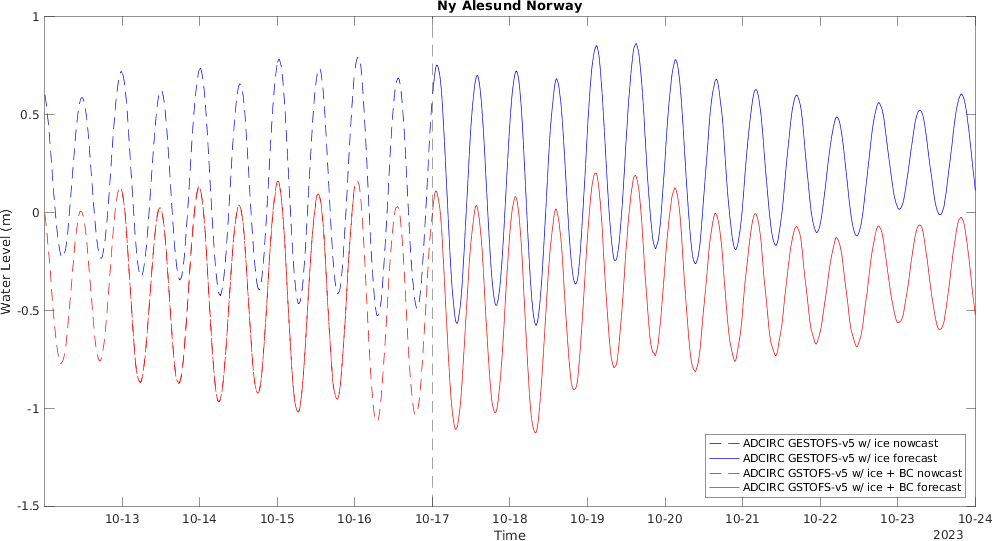 Ny Alesund Norway
Water Level (m)
1
0.5
0
-0.5
-1
-1.5
ADCIRC GESTOFS-v5 w/ ice nowcast
ADCIRC GESTOFS-v5 w/ ice forecast
ADCIRC GSTOFS-v5 w/ ice + BC nowcast
ADCIRC GSTOFS-v5 w/ ice + BC forecast
10-13 10-14 10-15 10-16 10-17 10-18 10-19 10-20 10-21 10-22 10-23 10-24
Time
2023